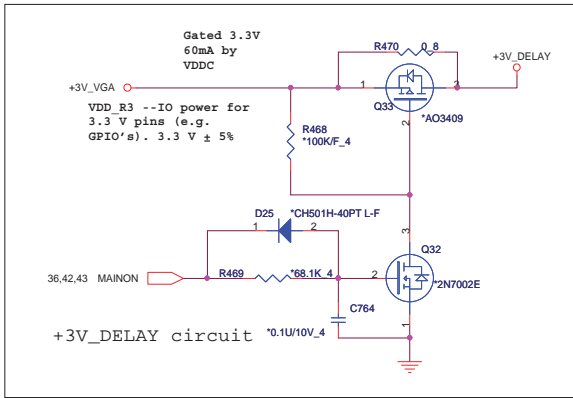 Gated 3.3V
60mA by
VDDC
R470 0_8
+3V_DELAY
+3V_VGA
1
3
Q33
*AO3409
2
VDD_R3 --IO power for
3.3 V pins (e.g.
GPIO's). 3.3 V ± 5%
R468
*100K/F_4
D25 *CH501H-40PT L-F
1 2
3
Q32
36,42,43 MAINON
R469 *68.1K_4
2
*2N7002E
1
C764
*0.1U/10V_4
+3V_DELAY circuit